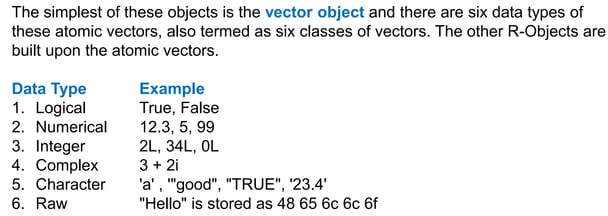 The simplest of these objects is the vector object and there are six data types of
these atomic vectors, also termed as six classes of vectors. The other R-Objects are
built upon the atomic vectors.
Data Type Example
1. Logical True, False
2. Numerical 12.3, 5, 99
3. Integer 2L, 34L, OL
4. Complex 3 + 2i
5. Character 'a' , '"good", "TRUE", '23.4'
6. Raw "Hello" is stored as 48 65 6c 6c 6f